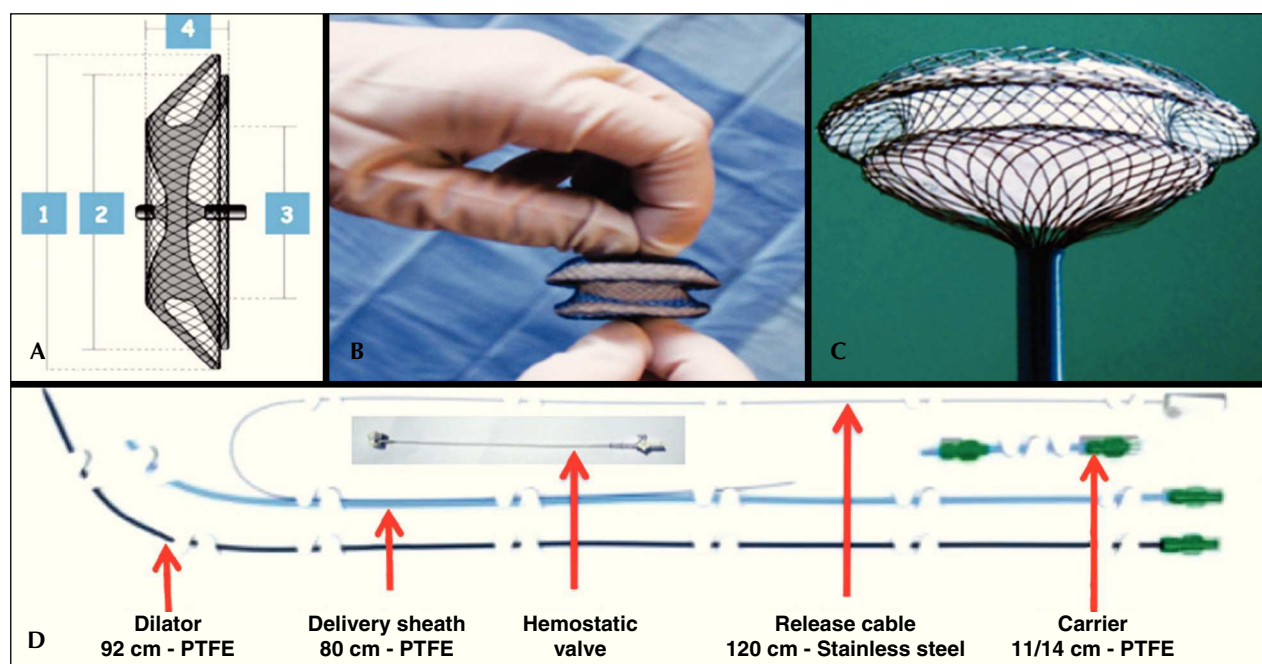 4
1
2
3
A
B
C
D
Dilator
92 cm - PTFE
Delivery sheath
80 cm - PTFE
Hemostatic
valve
Release cable
120 cm - Stainless steel
Carrier
11/14 cm - PTFE